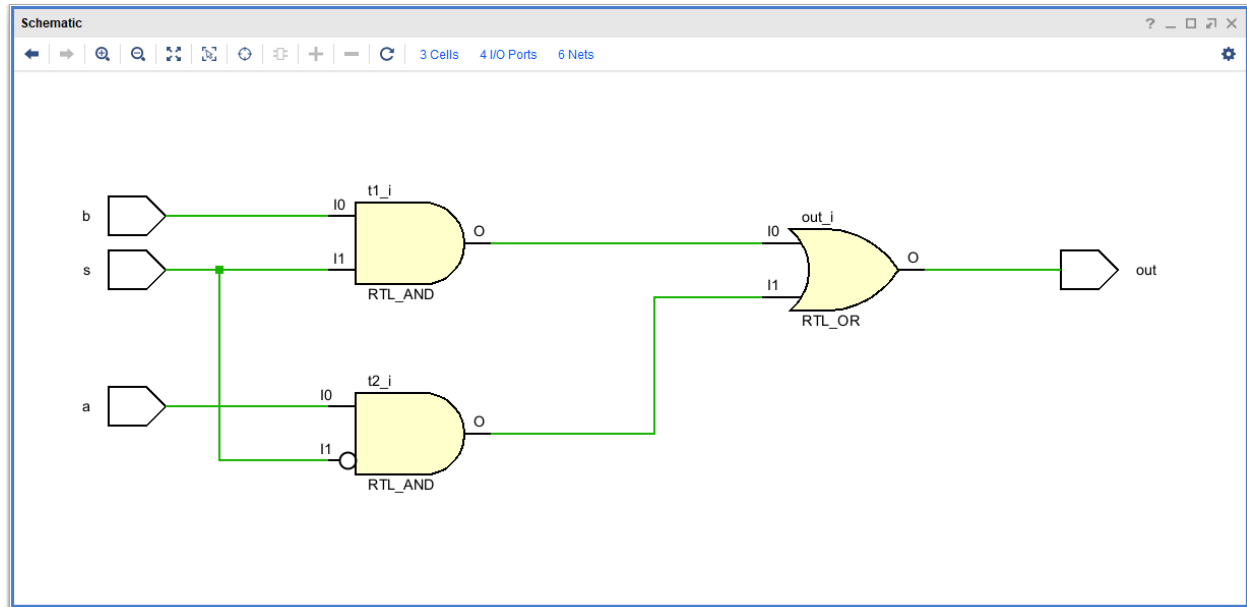 Schematic
3 Cells 4 I/O Ports 6 Nets
t1_i
b
I0
O
s
I1
RTL_AND
out_i
I0
O
I1
out
RTL_OR
t2_i
a
I0
O
I1
RTL_AND